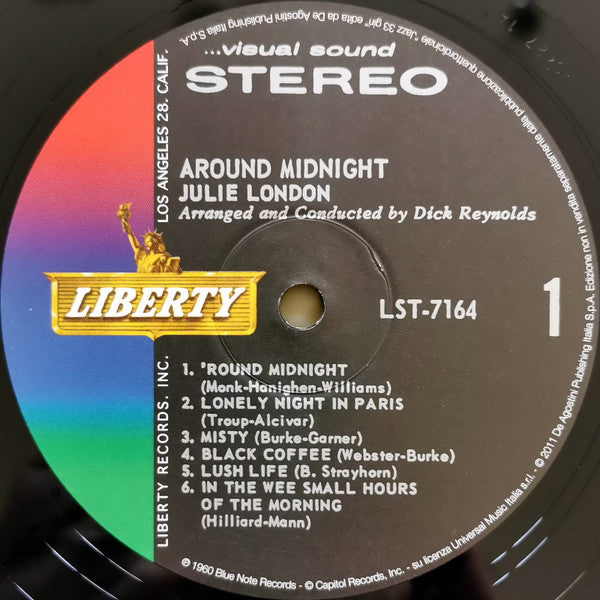 ...visual sound
STEREO
AROUND MIDNIGHT
JULIE LONDON
Arranged and Conducted by Dick Reynolds
LIBERTY
LST-7164
1
1. 'ROUND MIDNIGHT
(Monk-Hanighen-Williams)
2. LONELY NIGHT IN PARIS
(Troup-Alcivar)
3. MISTY (Burke-Garner)
4. BLACK COFFEE (Webster-Burke)
5. LUSH LIFE (B. Strayhorn)
6. IN THE WEE SMALL HOURS
OF THE MORNING
(Hilliard-Mann)
LIBERTY RECORDS, INC. LOS ANGELES 28, CALIF.
℗ 1960 Blue Note Records - © Capitol Records, Inc. - su licenza Universal Music Italia s.r.l. - © 2011 De Agostini Publishing Italia S.p.A. Edizione non in vendita separatamente dalla pubblicazione quattordicinale "Jazz 33 giri" edita da De Agostini Publishing Italia S.p.A.